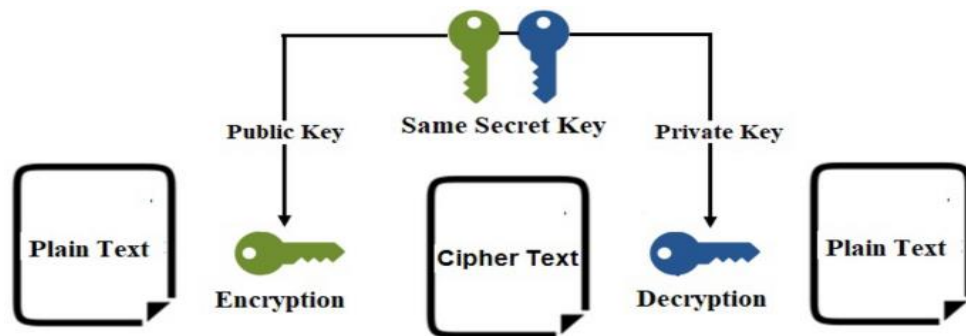 Same Secret Key
Public Key
Private Key
Plain Text
Encryption
Cipher Text
Decryption
Plain Text